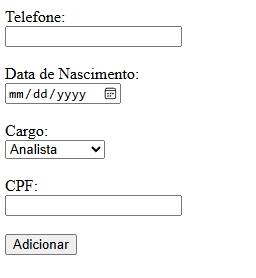 Telefone:
Data de Nascimento:
mm/dd/yyyy
Cargo:
Analista
CPF:
Adicionar